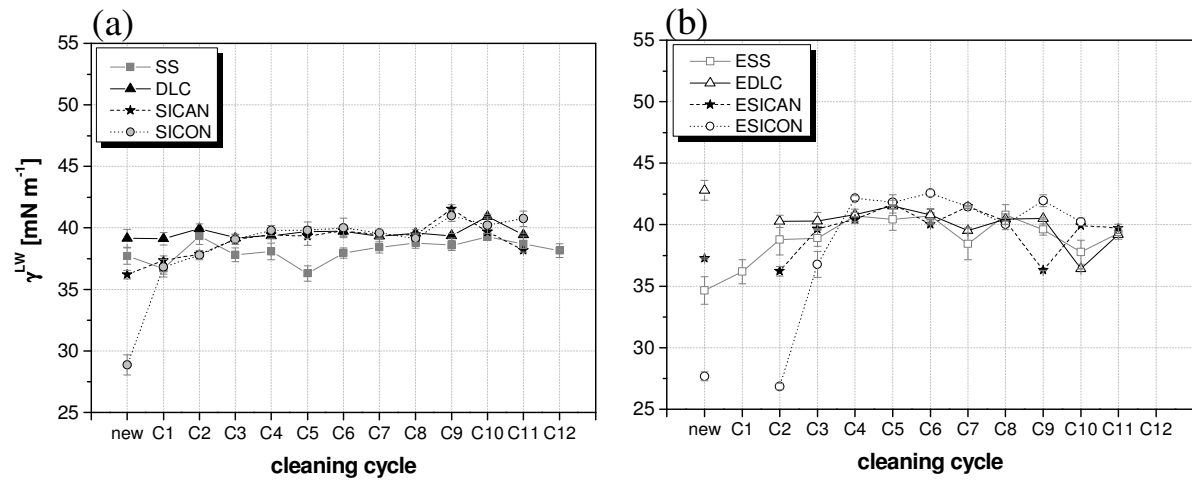 (a)
55
50
45
40
35
30
25
γ^LW [mN m^-1]
SS
DLC
SICAN
SICON
new C1 C2 C3 C4 C5 C6 C7 C8 C9 C10 C11 C12
cleaning cycle
(b)
55
50
45
40
35
30
25
ESS
EDLC
ESICAN
ESICON
new C1 C2 C3 C4 C5 C6 C7 C8 C9 C10 C11 C12
cleaning cycle